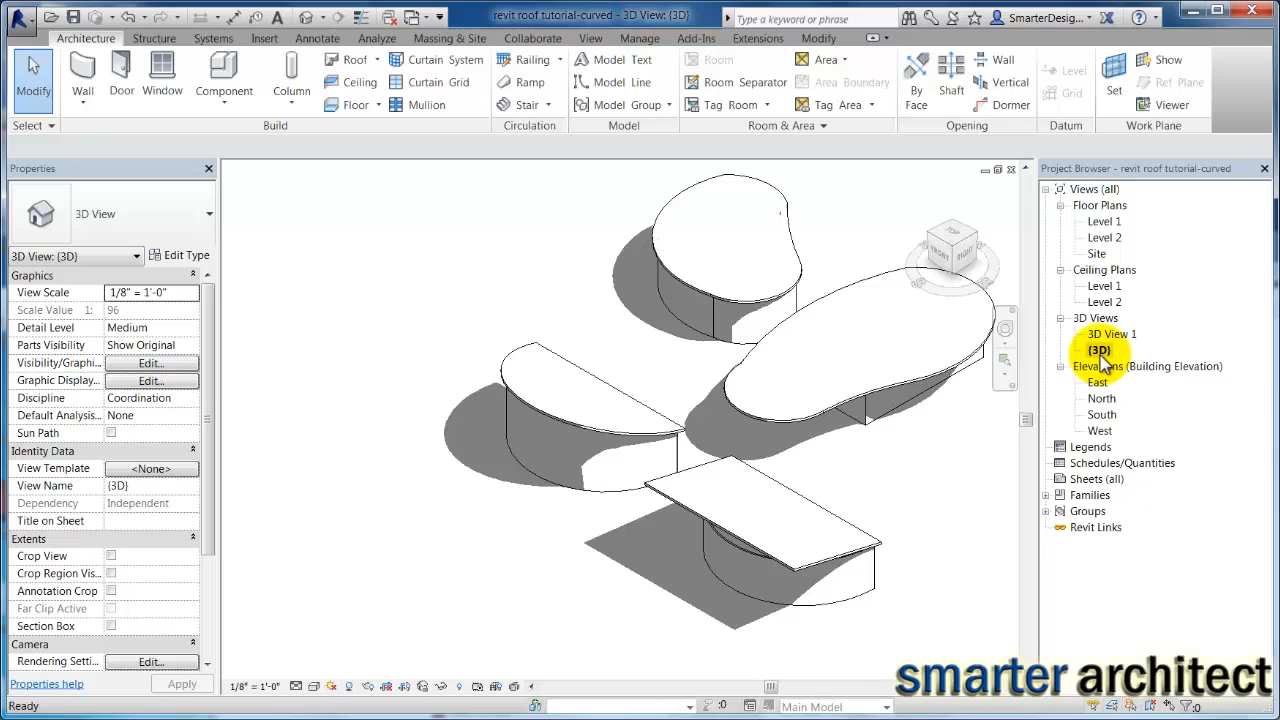 revit roof tutorial-curved - 3D View: {3D}
Type a keyword or phrase
SmarterDesig...
Architecture Structure Systems Insert Annotate Analyze Massing & Site Collaborate View Manage Add-Ins Extensions Modify
Modify
Wall
Door
Window
Component
Column
Roof
Ceiling
Curtain System
Curtain Grid
Mullion
Railing
Ramp
Stair
Model Text
Model Line
Model Group
Room
Room Separator
Tag Room
Area
Area Boundary
Tag Area
By
Face
Shaft
Wall
Vertical
Dormer
Level
Grid
Set
Show
Ref Plane
Viewer
Select
Build
Circulation
Model
Room & Area
Opening
Datum
Work Plane
Properties
3D View
3D View: {3D}
Edit Type
Graphics
View Scale 1/8" = 1'-0"
Scale Value 1: 96
Detail Level Medium
Parts Visibility Show Original
Visibility/Graphi... Edit...
Graphic Display... Edit...
Discipline Coordination
Default Analysis... None
Sun Path
Identity Data
View Template <None>
View Name {3D}
Dependency Independent
Title on Sheet
Extents
Crop View
Crop Region Vis...
Annotation Crop
Far Clip Active
Section Box
Camera
Rendering Setti... Edit...
Properties help
Apply
TOP
FRONT
RIGHT
Project Browser - revit roof tutorial-curved
Views (all)
Floor Plans
Level 1
Level 2
Site
Ceiling Plans
Level 1
Level 2
3D Views
3D View 1
{3D}
Elevations (Building Elevation)
East
North
South
West
Legends
Schedules/Quantities
Sheets (all)
Families
Groups
Revit Links
smarter architect
1/8" = 1'-0"
Ready
:0
Main Model
:0